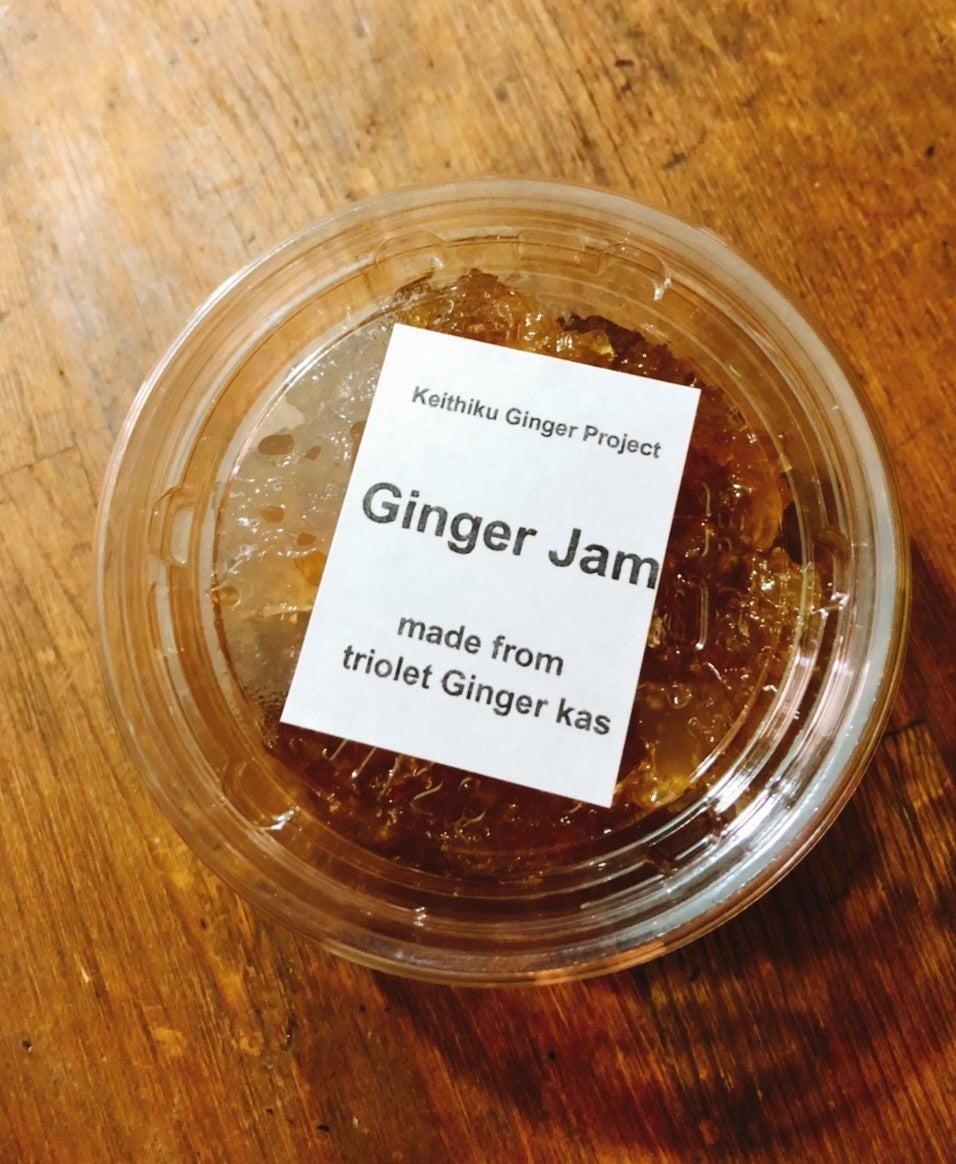 Keithiku Ginger Project
Ginger Jam
made from
triolet Ginger kas